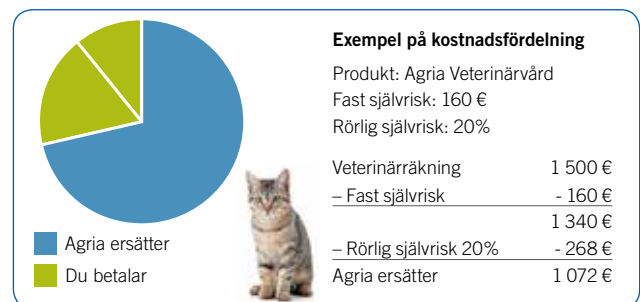 Exempel på kostnadsfördelning
Produkt: Agria Veterinärvård
Fast självrisk: 160 €
Rörlig självrisk: 20%
Veterinärräkning 1 500 €
– Fast självrisk - 160 €
1 340 €
– Rörlig självrisk 20% - 268 €
Agria ersätter 1 072 €
Agria ersätter
Du betalar